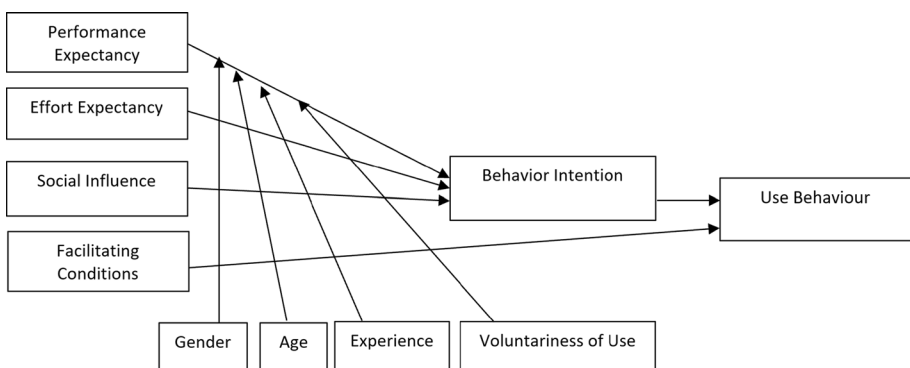 Performance
Expectancy
Effort Expectancy
Social Influence
Facilitating
Conditions
Behavior Intention
Use Behaviour
Gender
Age
Experience
Voluntariness of Use